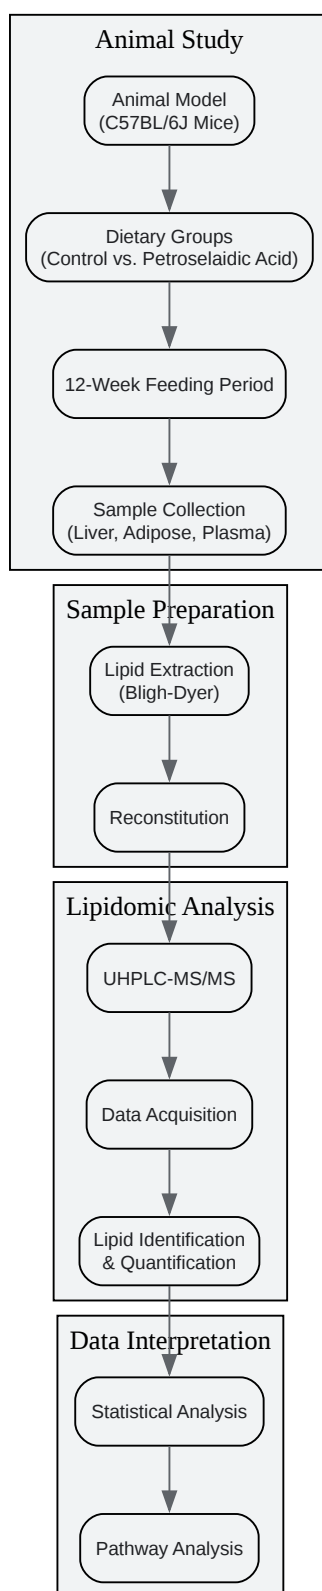 Animal Study
Animal Model
(C57BL/6J Mice)
Dietary Groups
(Control vs. Petroselaidic Acid)
12-Week Feeding Period
Sample Collection
(Liver, Adipose, Plasma)
Sample Preparation
Lipid Extraction
(Bligh-Dyer)
Reconstitution
Lipidomic Analysis
UHPLC-MS/MS
Data Acquisition
Lipid Identification
& Quantification
Data Interpretation
Statistical Analysis
Pathway Analysis